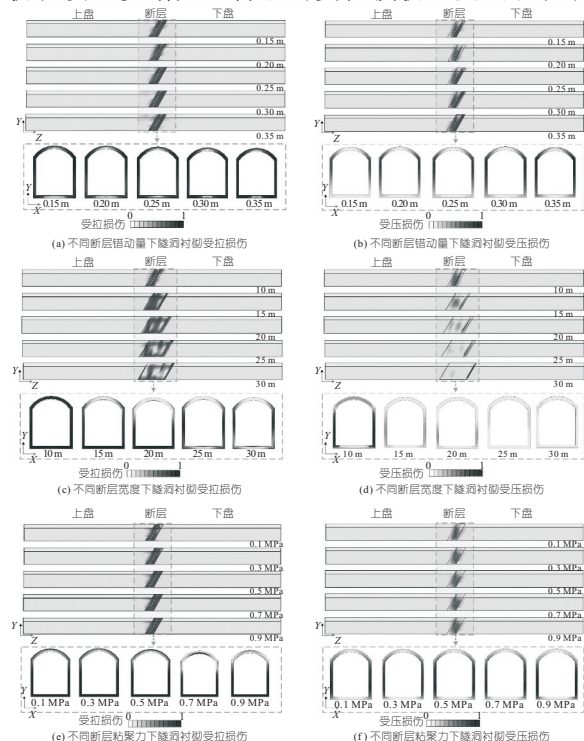 上盘 断层 下盘 上盘 断层 下盘
0.15 m 0.15 m
0.20 m 0.20 m
0.25 m 0.25 m
0.30 m 0.30 m
Y Z 0.35 m Y Z 0.35 m
Y X 0.15 m 0.20 m 0.25 m 0.30 m 0.35 m Y X 0.15 m 0.20 m 0.25 m 0.30 m 0.35 m
受拉损伤 0 1 受压损伤 0 1
(a) 不同断层错动量下隧洞衬砌受拉损伤 (b) 不同断层错动量下隧洞衬砌受压损伤
上盘 断层 下盘 上盘 断层 下盘
10 m 10 m
15 m 15 m
20 m 20 m
25 m 25 m
Y Z 30 m Y Z 30 m
Y X 10 m 15 m 20 m 25 m 30 m Y X 10 m 15 m 20 m 25 m 30 m
受拉损伤 0 1 受压损伤 0 1
(c) 不同断层宽度下隧洞衬砌受拉损伤 (d) 不同断层宽度下隧洞衬砌受压损伤
上盘 断层 下盘 上盘 断层 下盘
0.1 MPa 0.1 MPa
0.3 MPa 0.3 MPa
0.5 MPa 0.5 MPa
0.7 MPa 0.7 MPa
Y Z 0.9 MPa Y Z 0.9 MPa
Y X 0.1 MPa 0.3 MPa 0.5 MPa 0.7 MPa 0.9 MPa Y X 0.1 MPa 0.3 MPa 0.5 MPa 0.7 MPa 0.9 MPa
受拉损伤 0 1 受压损伤 0 1
(e) 不同断层粘聚力下隧洞衬砌受拉损伤 (f) 不同断层粘聚力下隧洞衬砌受压损伤